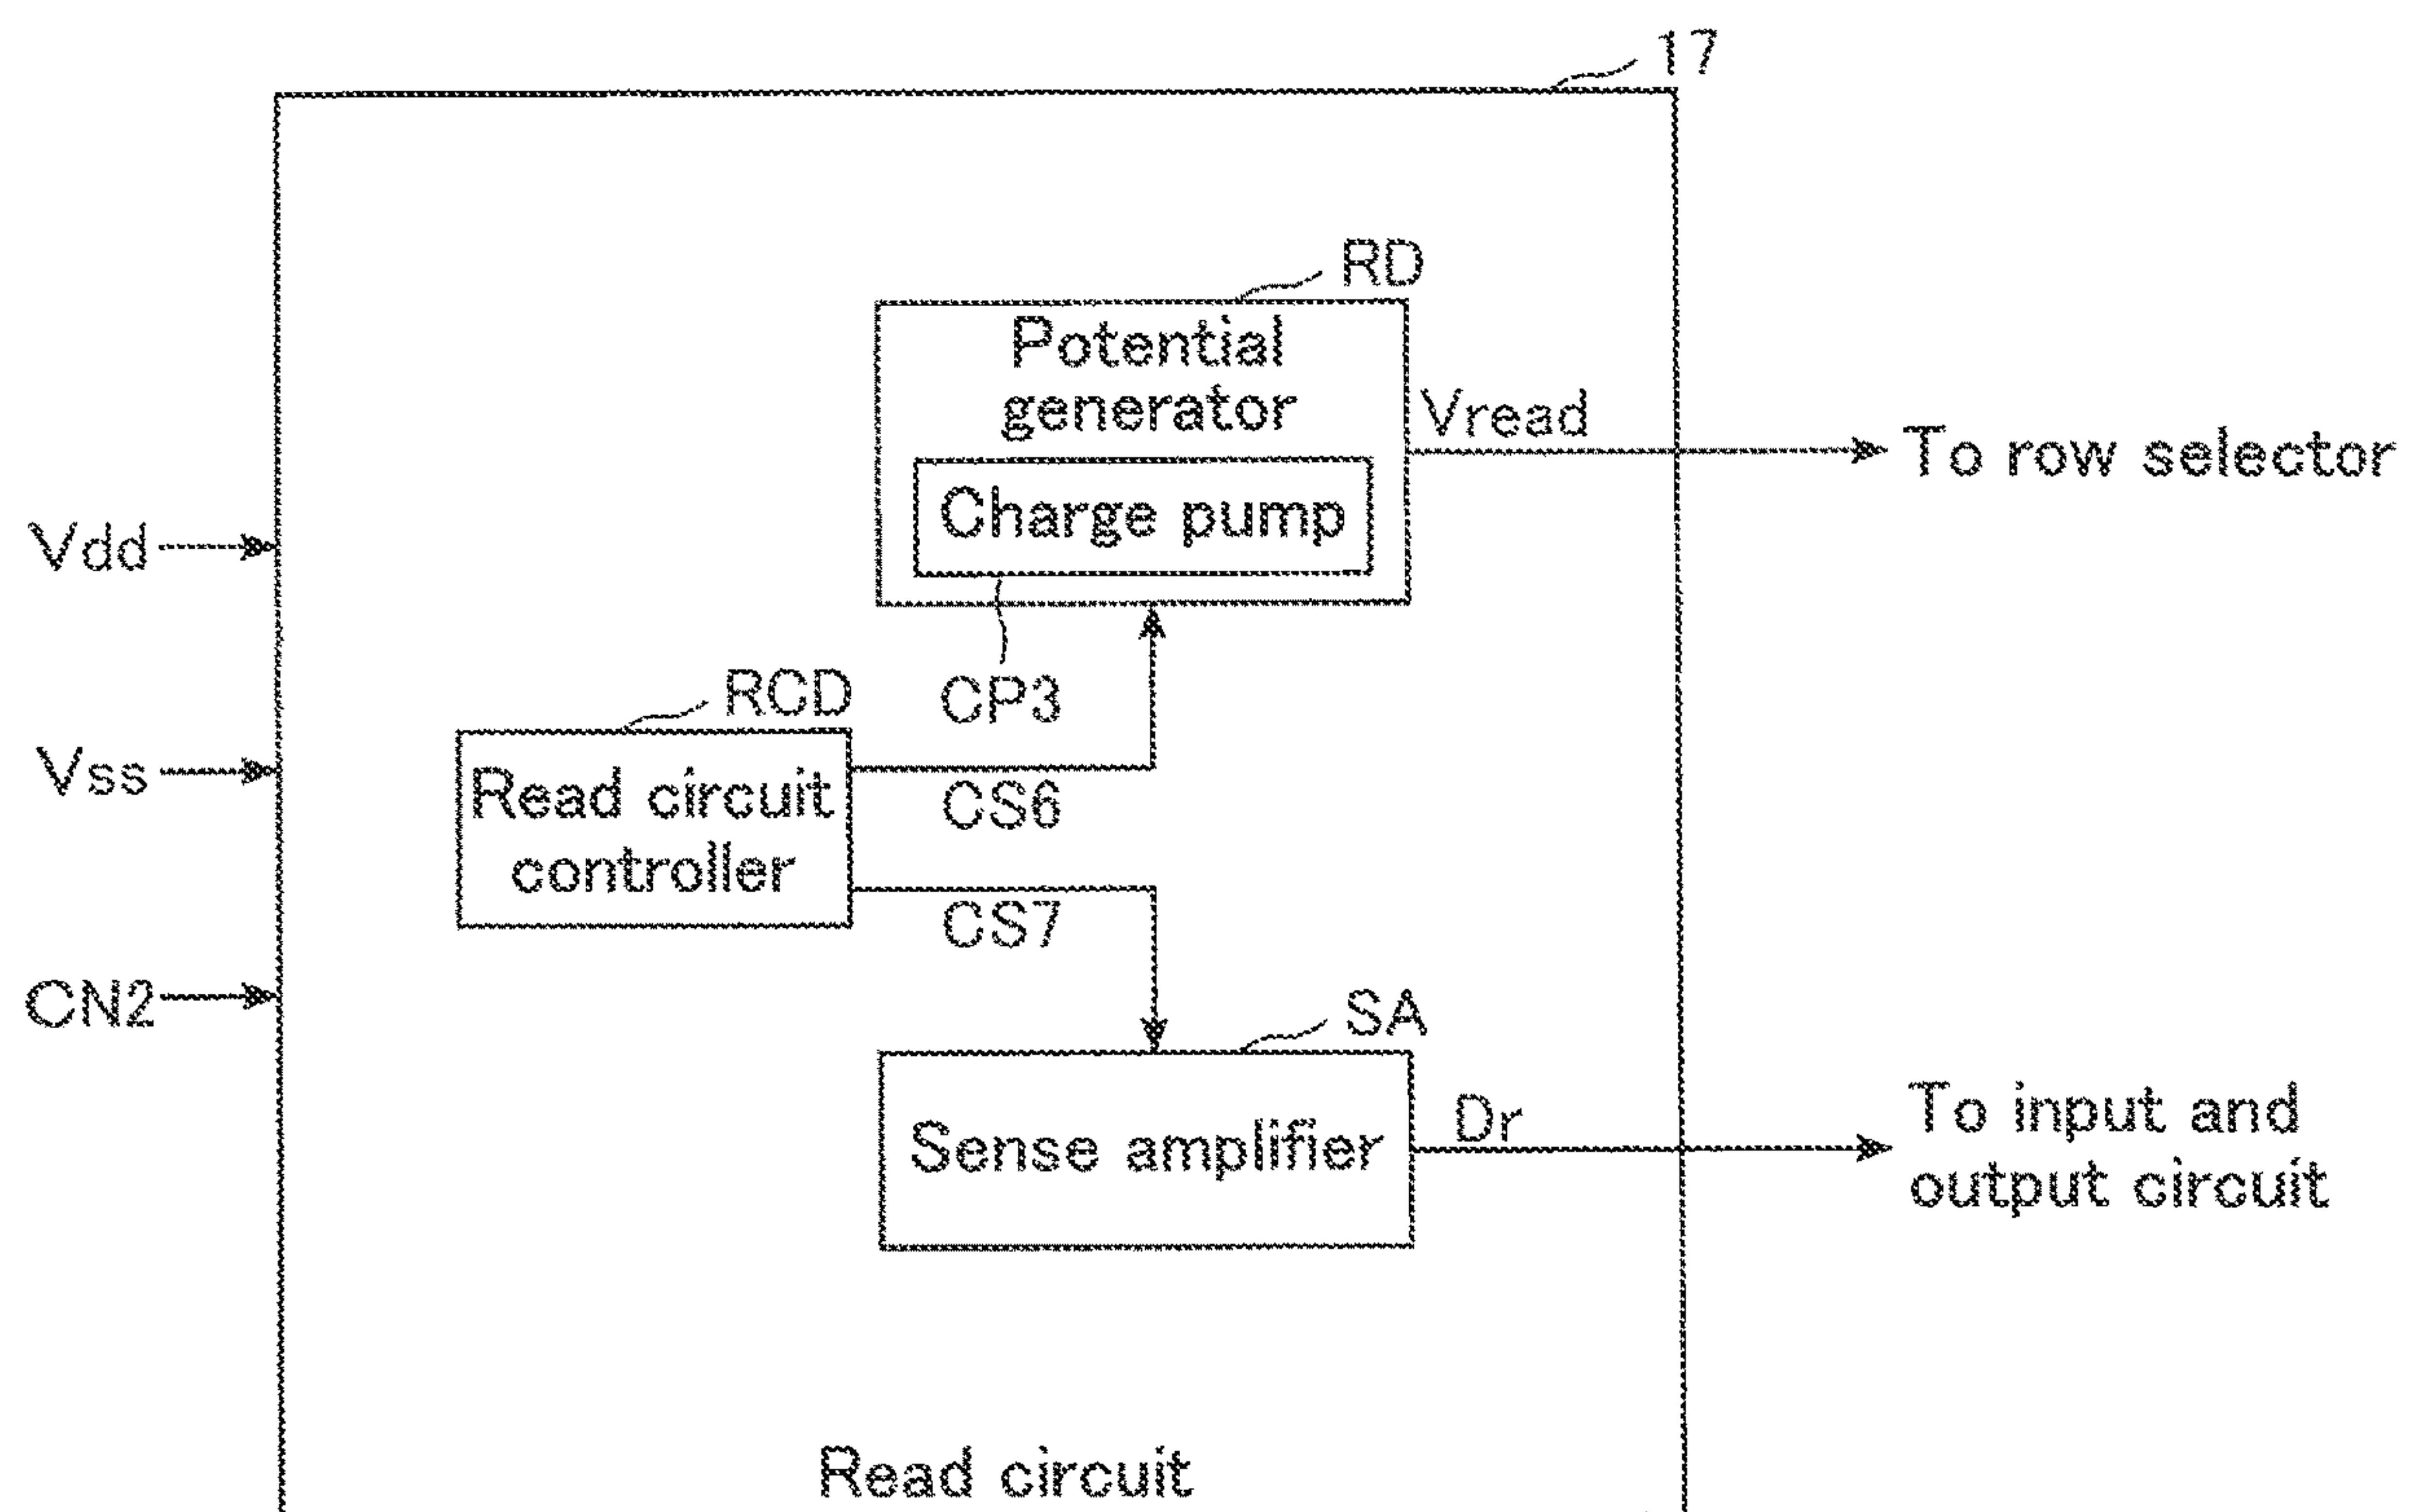 17
RD
Potential
generator
Vread
To row selector
Charge pump
Vdd
RCD
CP3
Vss
Read circuit
controller
CS6
CS7
CN2
SA
Sense amplifier
Dr
To input and
output circuit
Read circuit